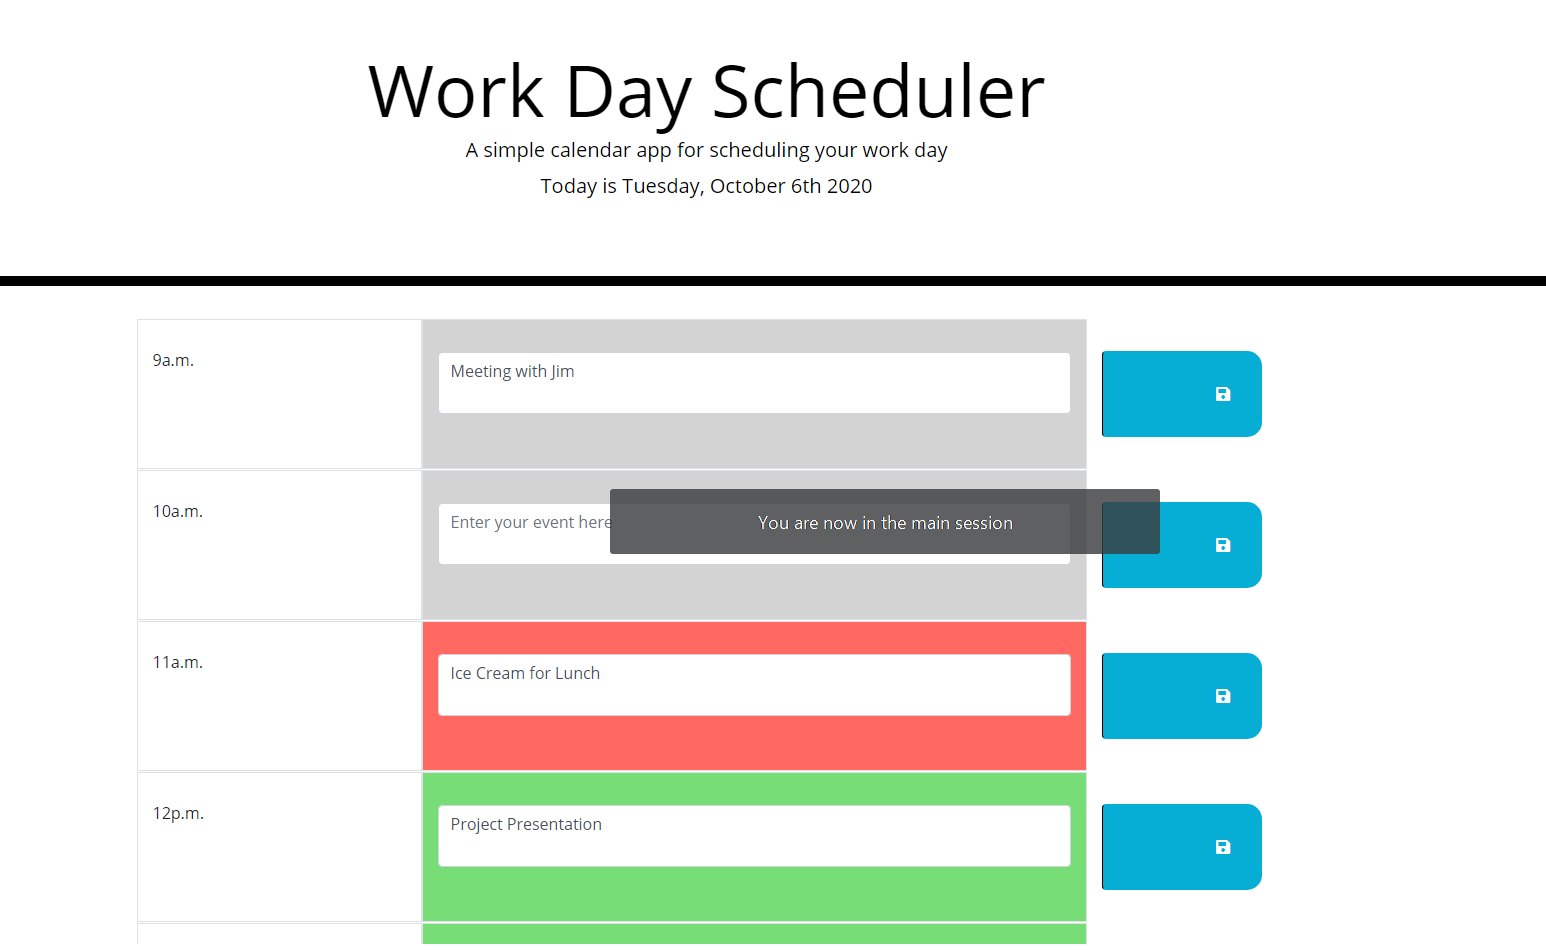 Work Day Scheduler
A simple calendar app for scheduling your work day
Today is Tuesday, October 6th 2020
9a.m.
Meeting with Jim
10a.m.
Enter your event here
You are now in the main session
11a.m.
Ice Cream for Lunch
12p.m.
Project Presentation